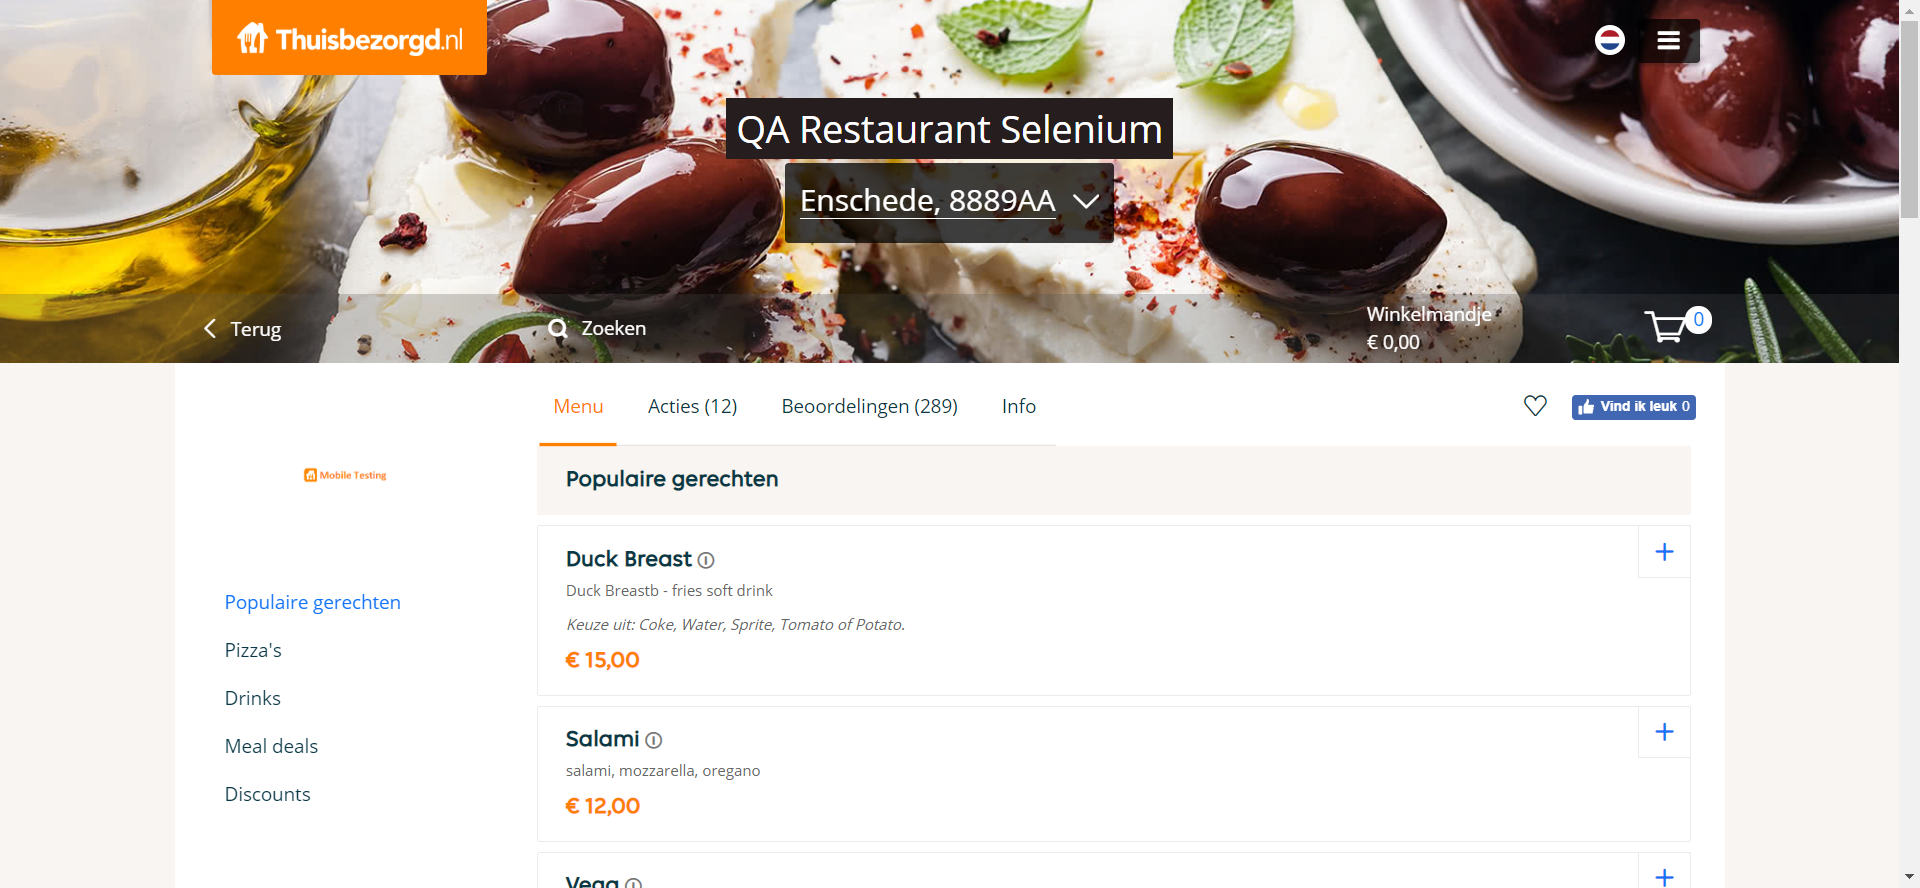 Thuisbezorgd.nl
QA Restaurant Selenium
Enschede, 8889AA
Terug
Zoeken
Winkelmandje
€ 0,00
0
Menu
Acties (12)
Beoordelingen (289)
Info
Vind ik leuk 0
Mobile Testing
Populaire gerechten
Pizza's
Drinks
Meal deals
Discounts
Populaire gerechten
Duck Breast
Duck Breastb - fries soft drink
Keuze uit: Coke, Water, Sprite, Tomato of Potato.
€ 15,00
Salami
salami, mozzarella, oregano
€ 12,00
Vega